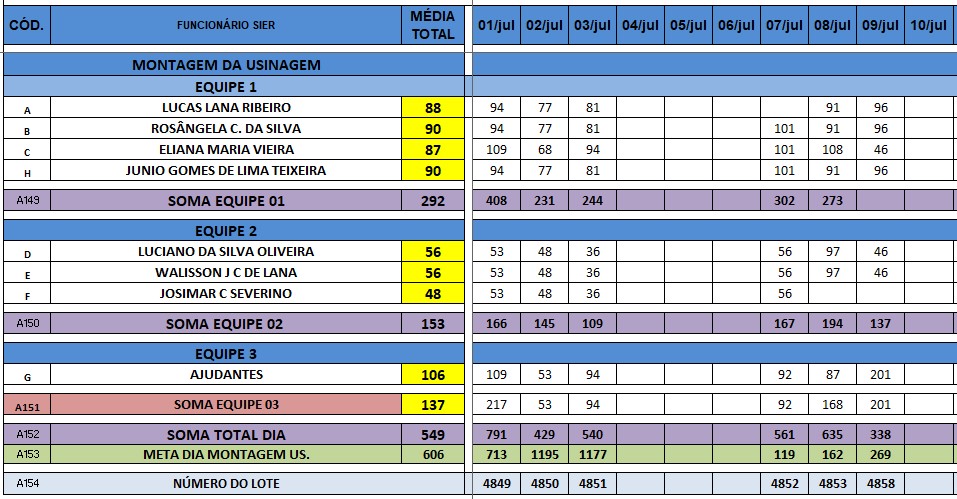 CÓD. FUNCIONÁRIO SIER MÉDIA TOTAL 01/jul 02/jul 03/jul 04/jul 05/jul 06/jul 07/jul 08/jul 09/jul 10/jul
MONTAGEM DA USINAGEM
EQUIPE 1
A LUCAS LANA RIBEIRO 88 94 77 81 91 96
B ROSÂNGELA C. DA SILVA 90 94 77 81 101 91 96
C ELIANA MARIA VIEIRA 87 109 68 94 101 108 46
H JUNIO GOMES DE LIMA TEIXEIRA 90 94 77 81 101 91 96
A149 SOMA EQUIPE 01 292 408 231 244 302 273
EQUIPE 2
D LUCIANO DA SILVA OLIVEIRA 56 53 48 36 56 97 46
E WALISSON J C DE LANA 56 53 48 36 56 97 46
F JOSIMAR C SEVERINO 48 53 48 36 56
A150 SOMA EQUIPE 02 153 166 145 109 167 194 137
EQUIPE 3
G AJUDANTES 106 109 53 94 92 87 201
A151 SOMA EQUIPE 03 137 217 53 94 92 168 201
A152 SOMA TOTAL DIA 549 791 429 540 561 635 338
A153 META DIA MONTAGEM US. 606 713 1195 1177 119 162 269
A154 NÚMERO DO LOTE 4849 4850 4851 4852 4853 4858